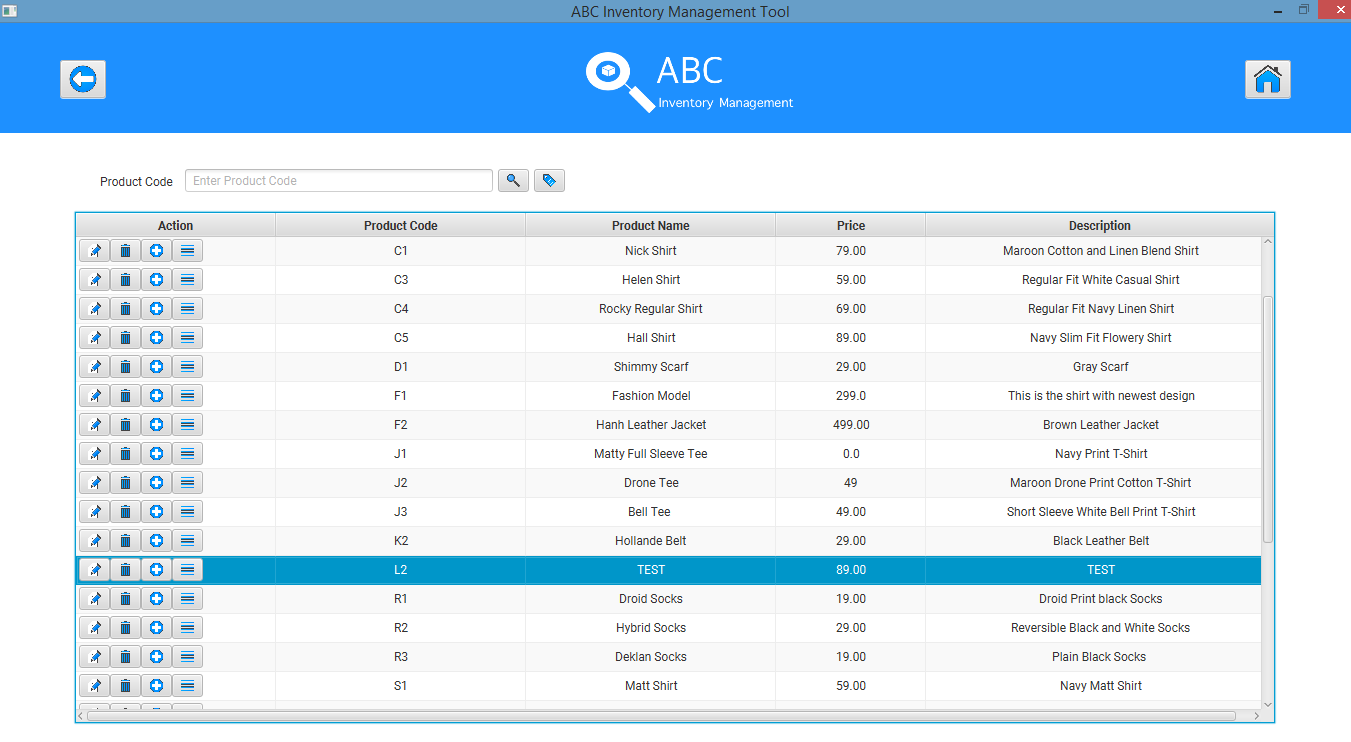 ABC Inventory Management Tool
ABC
Inventory Management
Product Code Enter Product Code
Action Product Code Product Name Price Description
C1 Nick Shirt 79.00 Maroon Cotton and Linen Blend Shirt
C3 Helen Shirt 59.00 Regular Fit White Casual Shirt
C4 Rocky Regular Shirt 69.00 Regular Fit Navy Linen Shirt
C5 Hall Shirt 89.00 Navy Slim Fit Flowery Shirt
D1 Shimmy Scarf 29.00 Gray Scarf
F1 Fashion Model 299.0 This is the shirt with newest design
F2 Hanh Leather Jacket 499.00 Brown Leather Jacket
J1 Matty Full Sleeve Tee 0.0 Navy Print T-Shirt
J2 Drone Tee 49 Maroon Drone Print Cotton T-Shirt
J3 Bell Tee 49.00 Short Sleeve White Bell Print T-Shirt
K2 Hollande Belt 29.00 Black Leather Belt
L2 TEST 89.00 TEST
R1 Droid Socks 19.00 Droid Print black Socks
R2 Hybrid Socks 29.00 Reversible Black and White Socks
R3 Deklan Socks 19.00 Plain Black Socks
S1 Matt Shirt 59.00 Navy Matt Shirt